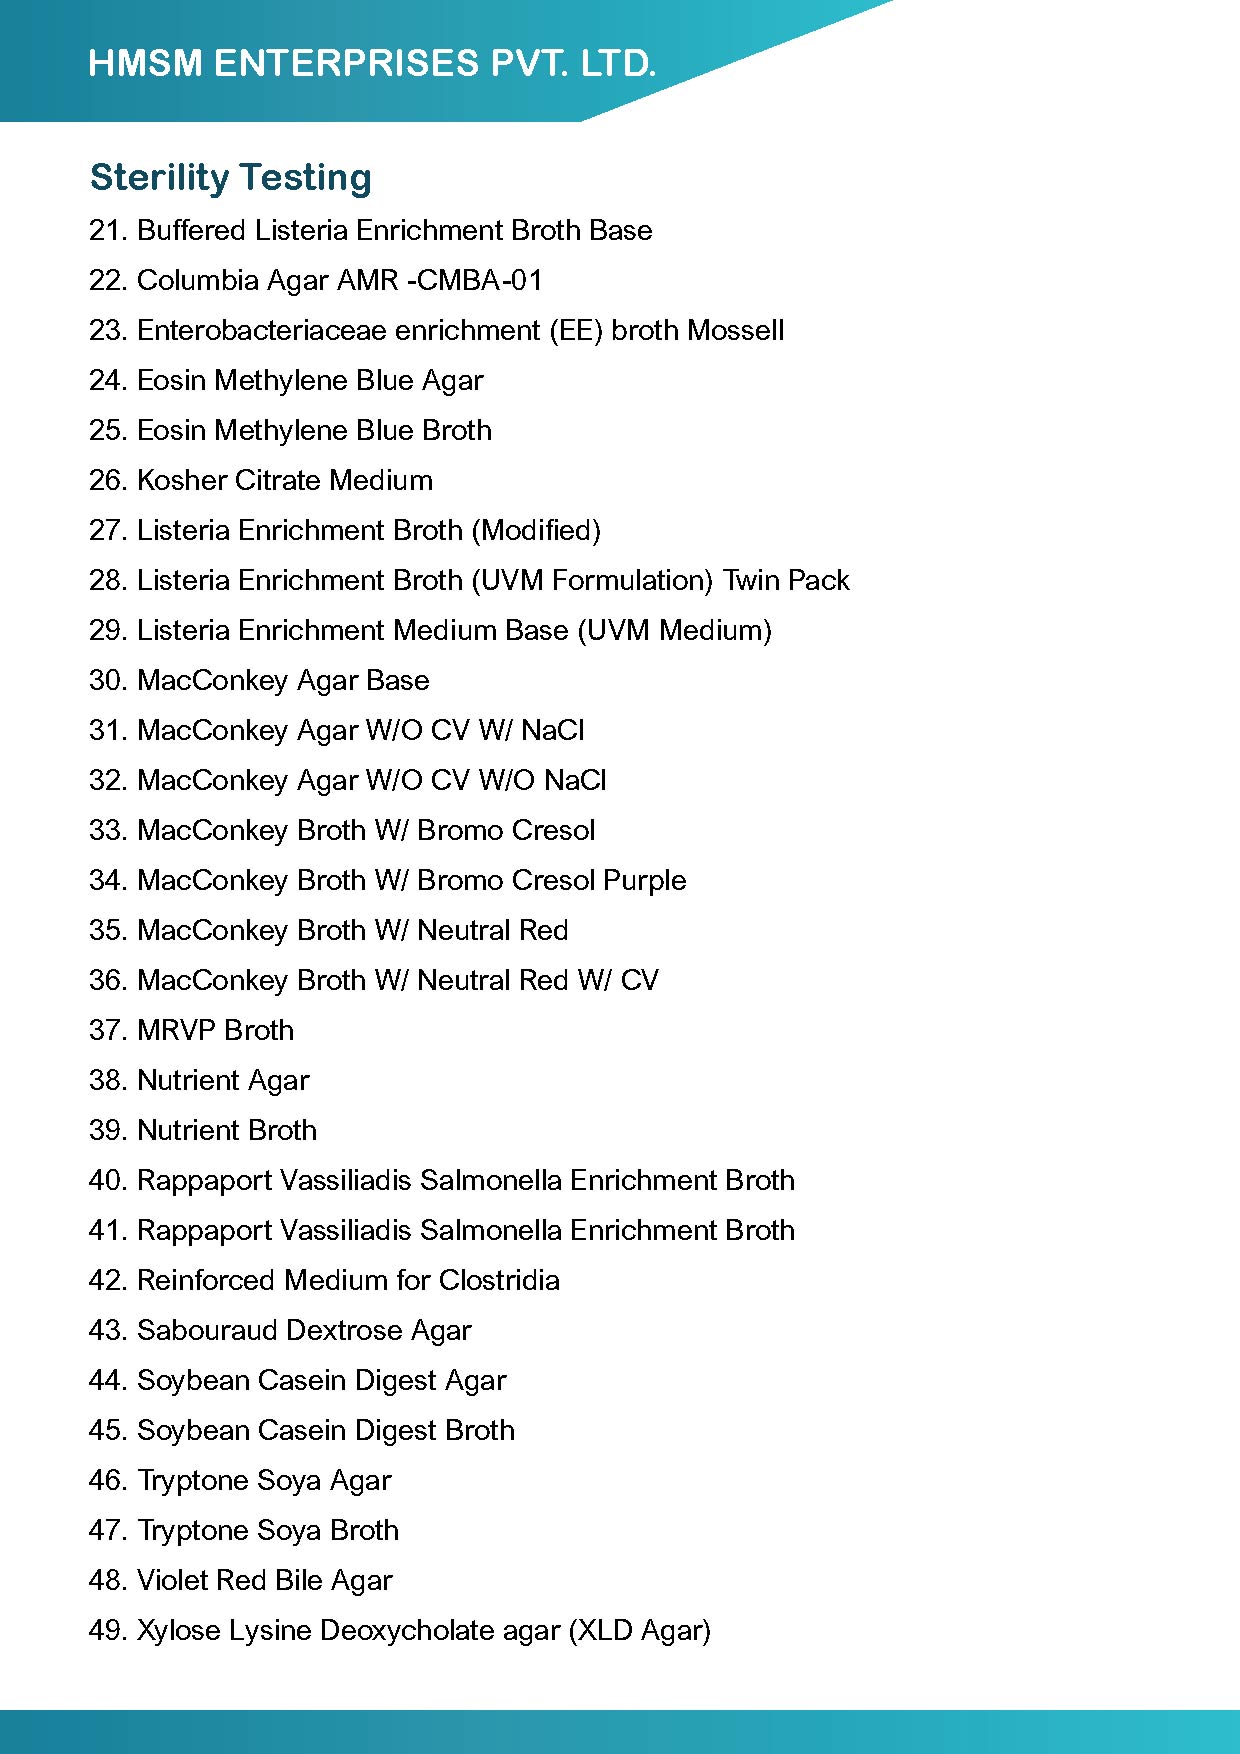 HMSM ENTERPRISES PVT. LTD.
Sterility Testing
21. Buffered Listeria Enrichment Broth Base
22. Columbia Agar AMR -CMBA-01
23. Enterobacteriaceae enrichment (EE) broth Mossell
24. Eosin Methylene Blue Agar
25. Eosin Methylene Blue Broth
26. Kosher Citrate Medium
27. Listeria Enrichment Broth (Modified)
28. Listeria Enrichment Broth (UVM Formulation) Twin Pack
29. Listeria Enrichment Medium Base (UVM Medium)
30. MacConkey Agar Base
31. MacConkey Agar W/O CV W/ NaCl
32. MacConkey Agar W/O CV W/O NaCl
33. MacConkey Broth W/ Bromo Cresol
34. MacConkey Broth W/ Bromo Cresol Purple
35. MacConkey Broth W/ Neutral Red
36. MacConkey Broth W/ Neutral Red W/ CV
37. MRVP Broth
38. Nutrient Agar
39. Nutrient Broth
40. Rappaport Vassiliadis Salmonella Enrichment Broth
41. Rappaport Vassiliadis Salmonella Enrichment Broth
42. Reinforced Medium for Clostridia
43. Sabouraud Dextrose Agar
44. Soybean Casein Digest Agar
45. Soybean Casein Digest Broth
46. Tryptone Soya Agar
47. Tryptone Soya Broth
48. Violet Red Bile Agar
49. Xylose Lysine Deoxycholate agar (XLD Agar)